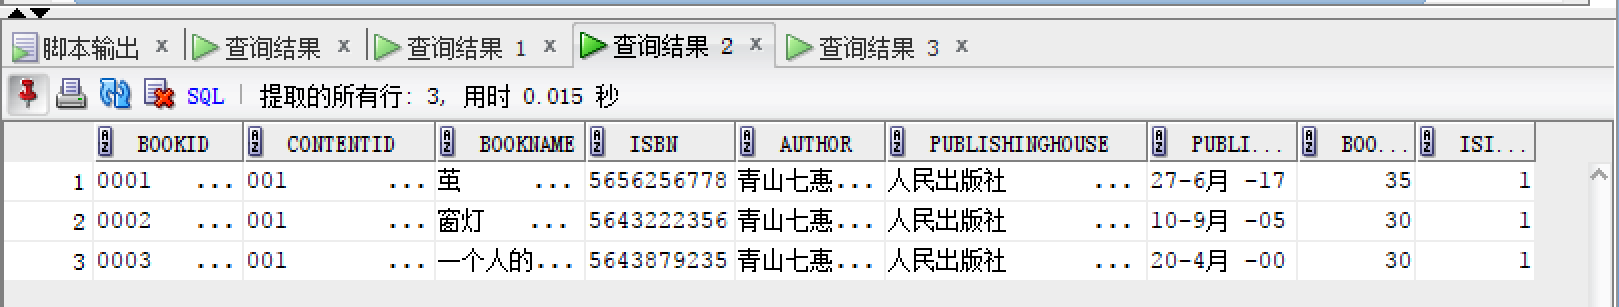 脚本输出 × 查询结果 × 查询结果 1 × 查询结果 2 × 查询结果 3 ×
SQL | 提取的所有行: 3, 用时 0.015 秒
BOOKID CONTENTID BOOKNAME ISBN AUTHOR PUBLISHINGHOUSE PUBLI... BOO... ISI...
1 0001 ... 001 ... 茧 ... 5656256778 青山七惠... 人民出版社 ... 27-6月 -17 35 1
2 0002 ... 001 ... 窗灯 ... 5643222356 青山七惠... 人民出版社 ... 10-9月 -05 30 1
3 0003 ... 001 ... 一个人的... 5643879235 青山七惠... 人民出版社 ... 20-4月 -00 30 1